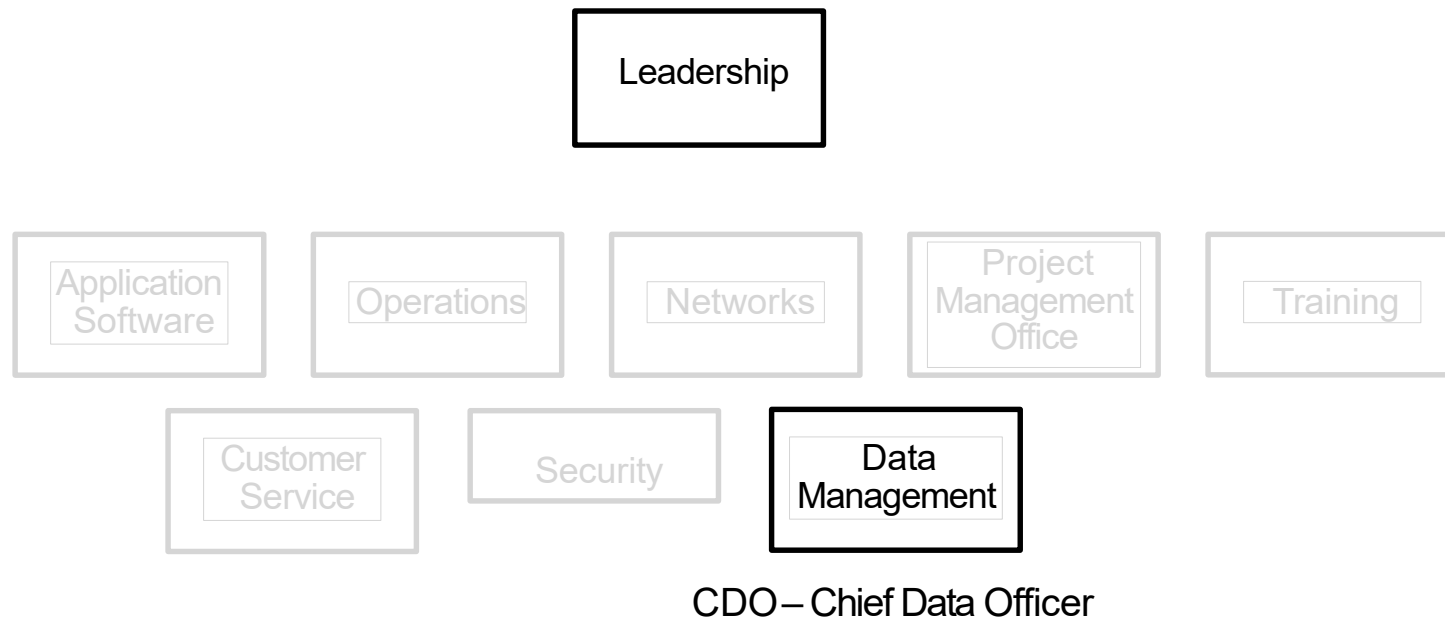 Leadership
Application
Software
Operations
Networks
Project
Management
Office
Training
Customer
Service
Security
Data
Management
CDO – Chief Data Officer